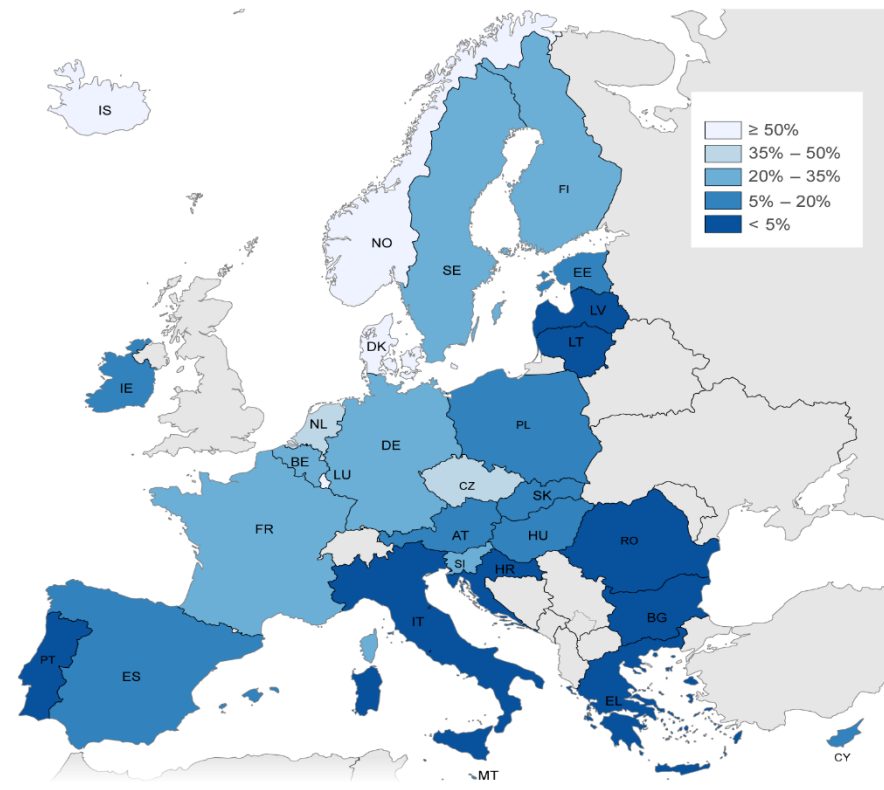 IS
≥ 50%
35% – 50%
20% – 35%
5% – 20%
< 5%
FI
NO
SE
EE
LV
DK
LT
IE
NL
DE
PL
BE
LU
CZ
SK
FR
AT
HU
SI
HR
RO
IT
BG
PT
ES
EL
CY
MT